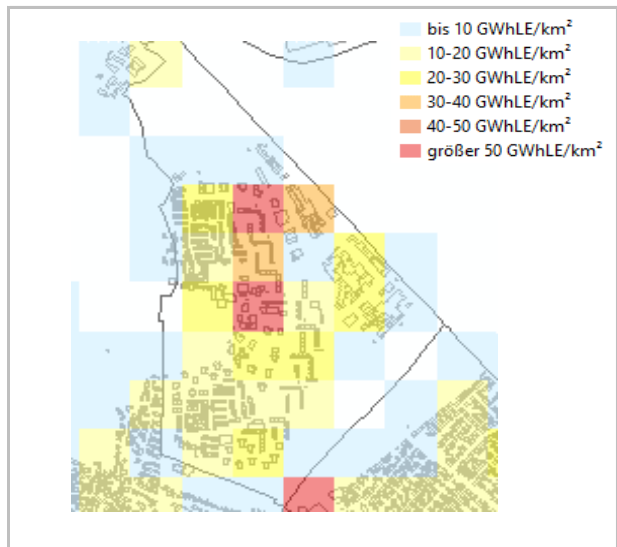 bis 10 GWhLE/km²
10-20 GWhLE/km²
20-30 GWhLE/km²
30-40 GWhLE/km²
40-50 GWhLE/km²
größer 50 GWhLE/km²